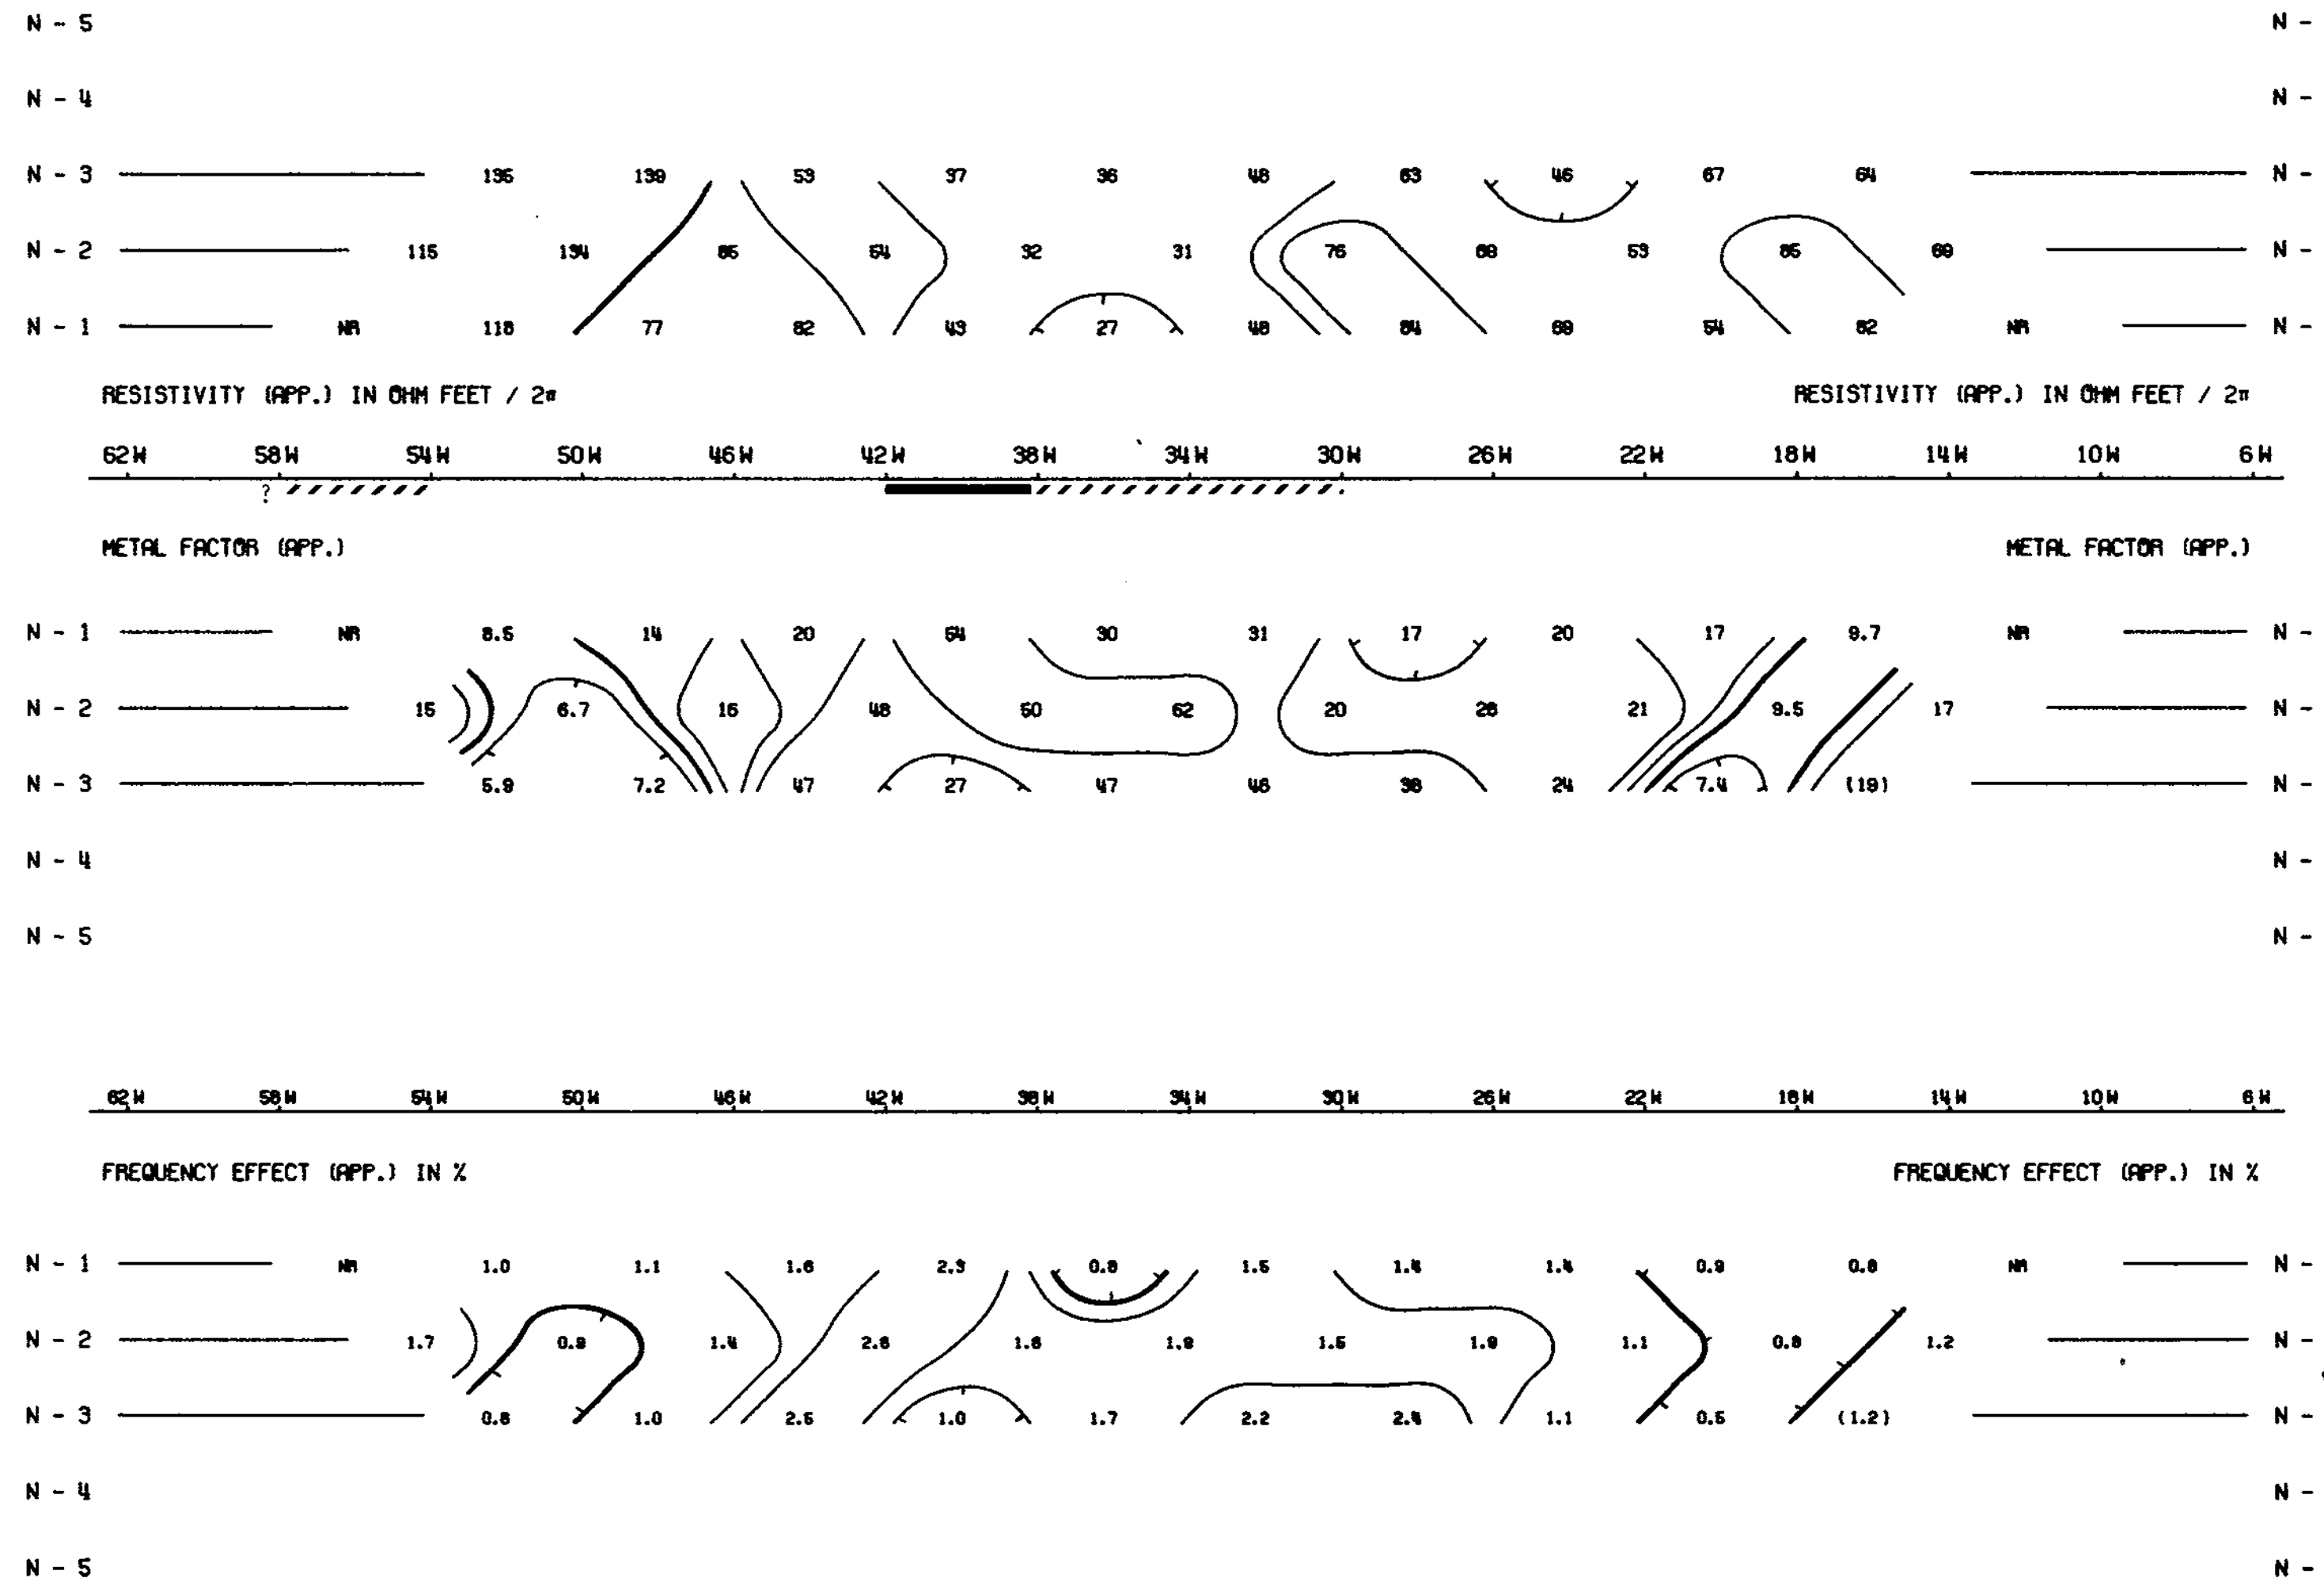 N - 5 N -
N - 4 N -
N - 3 135 139 53 37 36 48 63 46 67 64 N -
N - 2 115 134 85 54 32 31 76 68 53 85 69 N -
N - 1 NR 118 77 82 43 27 48 84 69 54 82 NR N -
RESISTIVITY (APP.) IN OHM FEET / 2π RESISTIVITY (APP.) IN OHM FEET / 2π
62W 58W 54W 50W 46W 42W 38W 34W 30W 26W 22W 18W 14W 10W 6W
?
METAL FACTOR (APP.) METAL FACTOR (APP.)
N - 1 NR 8.5 14 20 54 30 31 17 20 17 9.7 NR N -
N - 2 15 6.7 16 48 50 62 20 28 21 9.5 17 N -
N - 3 5.9 7.2 47 27 47 46 38 24 7.4 (19) N -
N - 4 N -
N - 5 N -
62W 58W 54W 50W 46W 42W 38W 34W 30W 26W 22W 18W 14W 10W 6W
FREQUENCY EFFECT (APP.) IN % FREQUENCY EFFECT (APP.) IN %
N - 1 NM 1.0 1.1 1.6 2.3 0.8 1.5 1.4 1.4 0.9 0.8 NM N -
N - 2 1.7 0.9 1.4 2.6 1.6 1.9 1.5 1.9 1.1 0.8 1.2 N -
N - 3 0.8 1.0 2.5 1.0 1.7 2.2 2.4 1.1 0.5 (1.2) N -
N - 4 N -
N - 5 N -